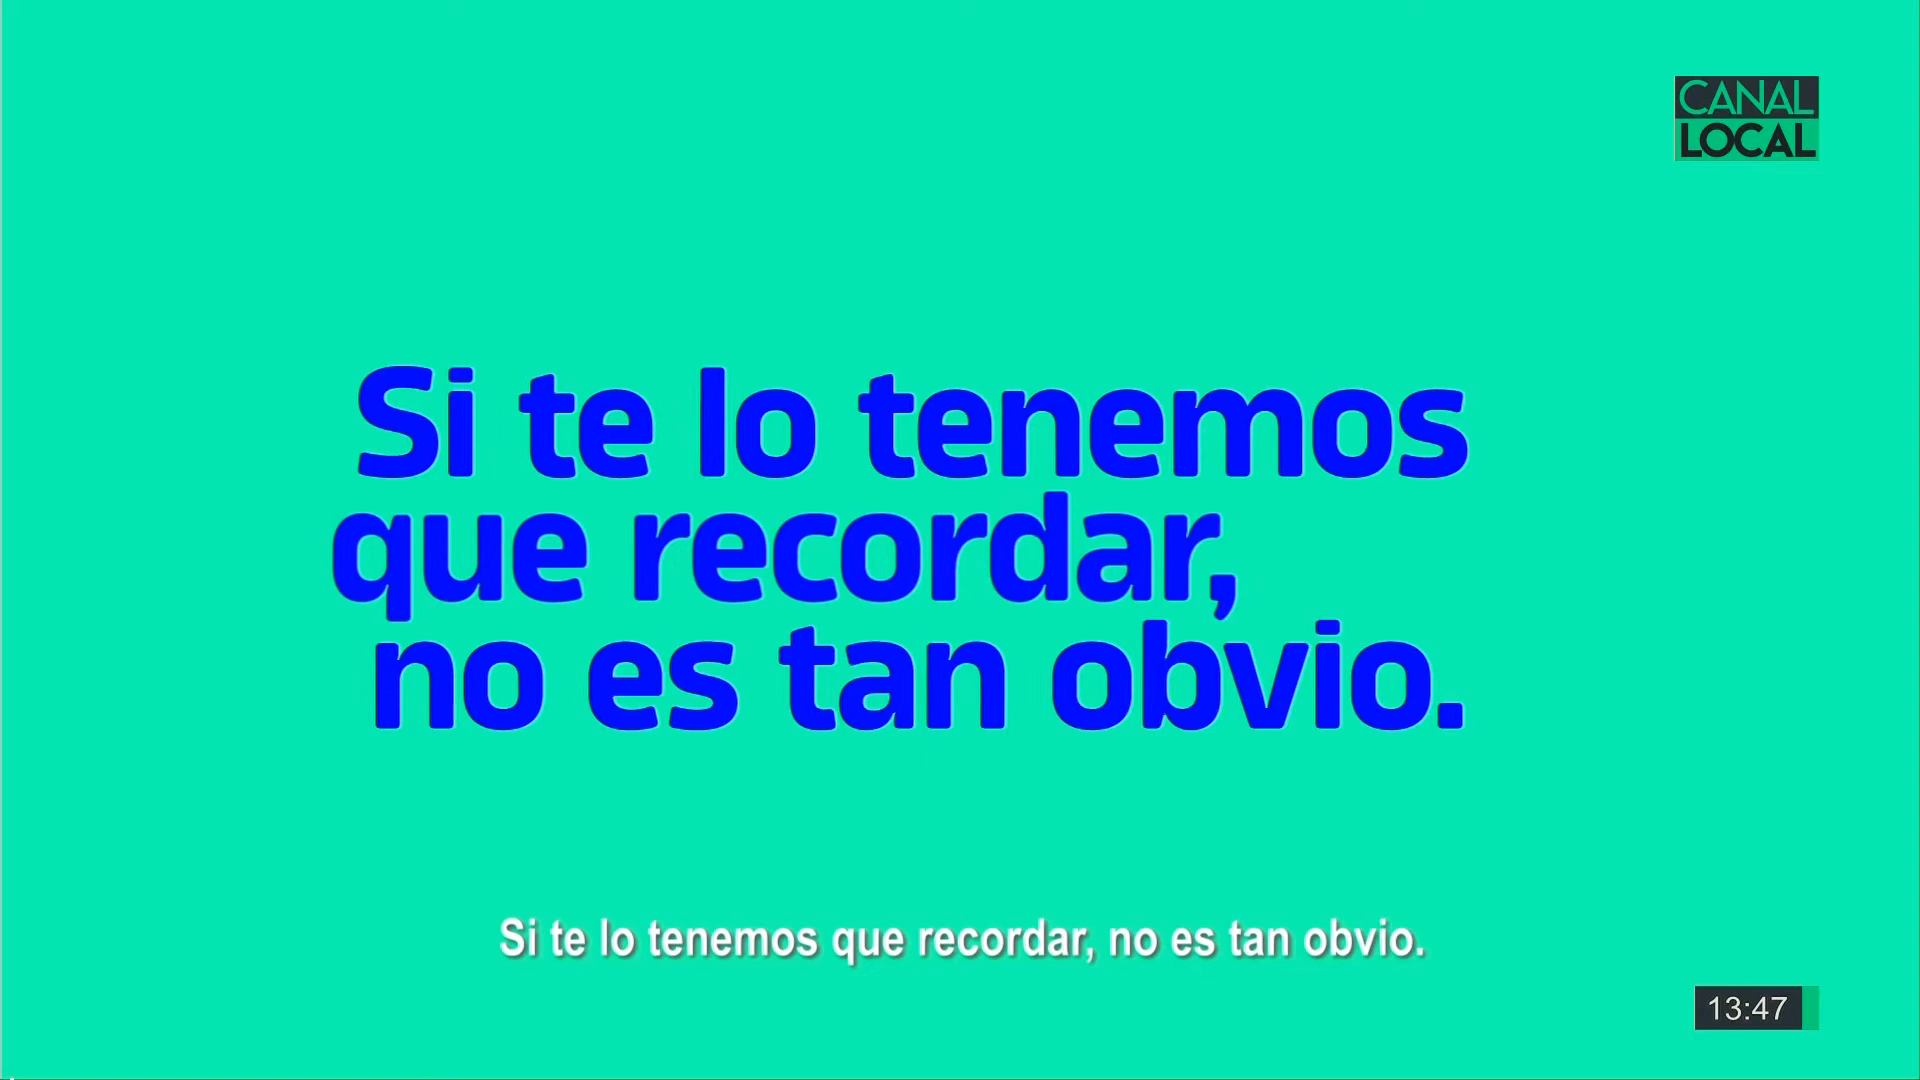 CANAL
LOCAL
Si te lo tenemos
que recordar,
no es tan obvio.
Si te lo tenemos que recordar, no es tan obvio.
13:47